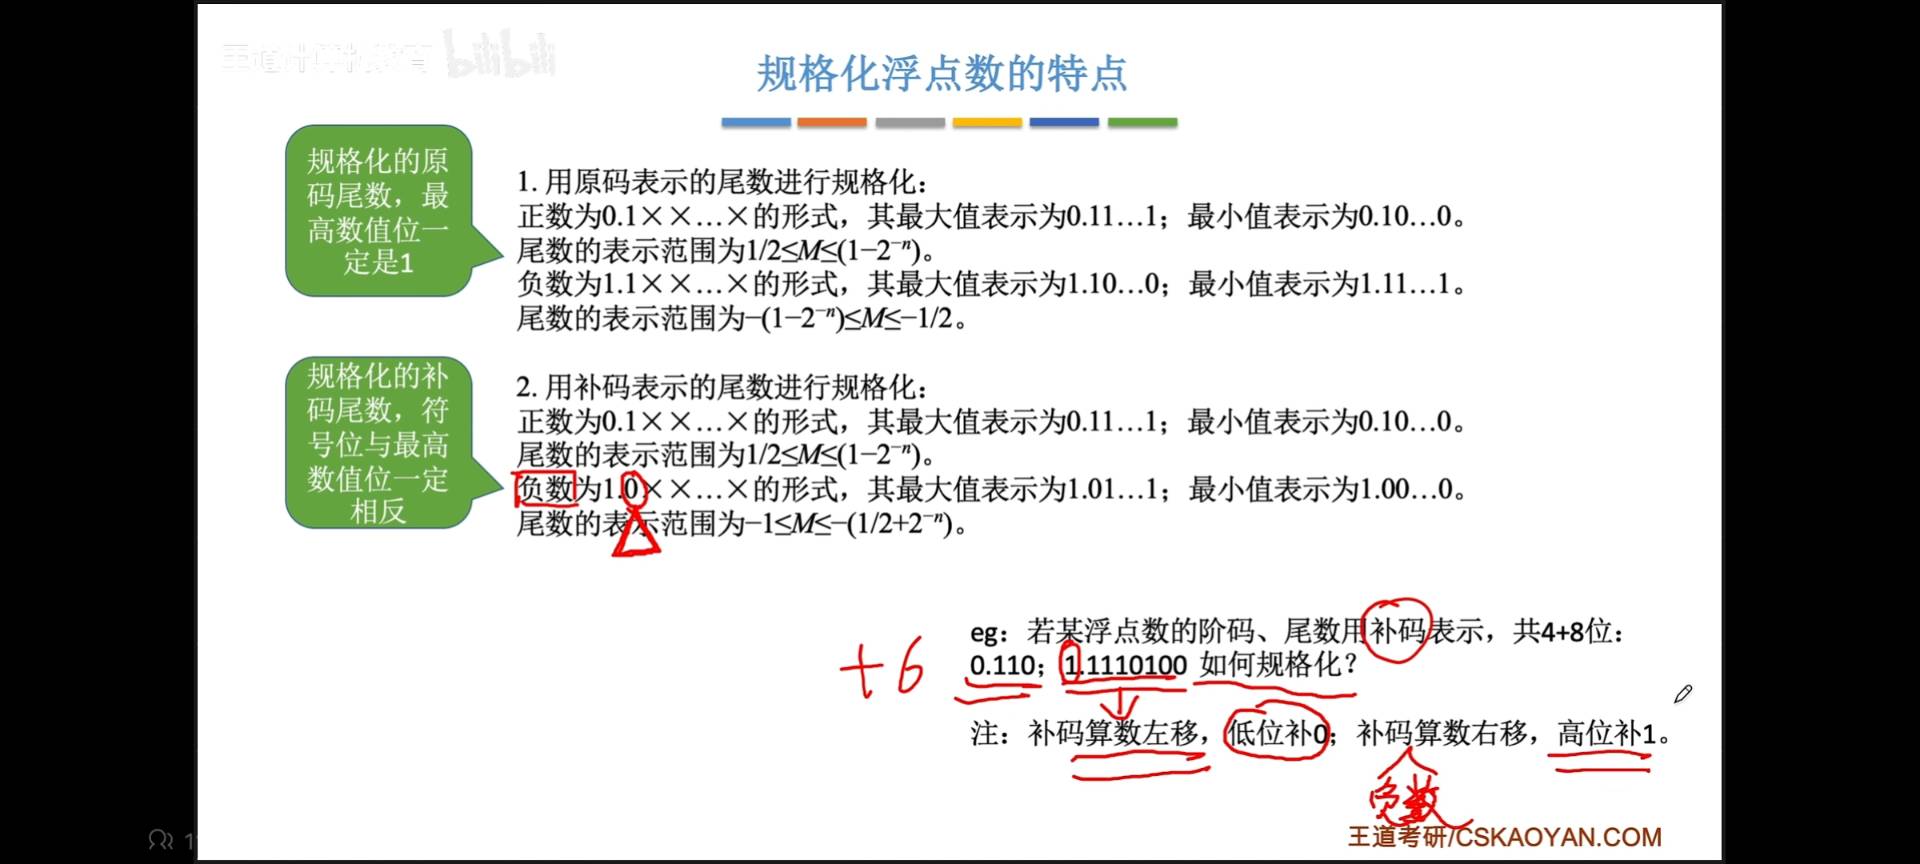 王道计算机教育 bilibili
规格化浮点数的特点
规格化的原
码尾数，最
高数值位一
定是1
1. 用原码表示的尾数进行规格化：
正数为0.1××…×的形式，其最大值表示为0.11…1；最小值表示为0.10…0。
尾数的表示范围为1/2≤M≤(1−2⁻ⁿ)。
负数为1.1××…×的形式，其最大值表示为1.10…0；最小值表示为1.11…1。
尾数的表示范围为−(1−2⁻ⁿ)≤M≤−1/2。
规格化的补
码尾数，符
号位与最高
数值位一定
相反
2. 用补码表示的尾数进行规格化：
正数为0.1××…×的形式，其最大值表示为0.11…1；最小值表示为0.10…0。
尾数的表示范围为1/2≤M≤(1−2⁻ⁿ)。
负数为1.0××…×的形式，其最大值表示为1.01…1；最小值表示为1.00…0。
尾数的表示范围为−1≤M≤−(1/2+2⁻ⁿ)。
eg：若某浮点数的阶码、尾数用补码表示，共4+8位：
+6
0.110；1.1110100 如何规格化？
注：补码算数左移，低位补0；补码算数右移，高位补1。
负数
王道考研/CSKAOYAN.COM